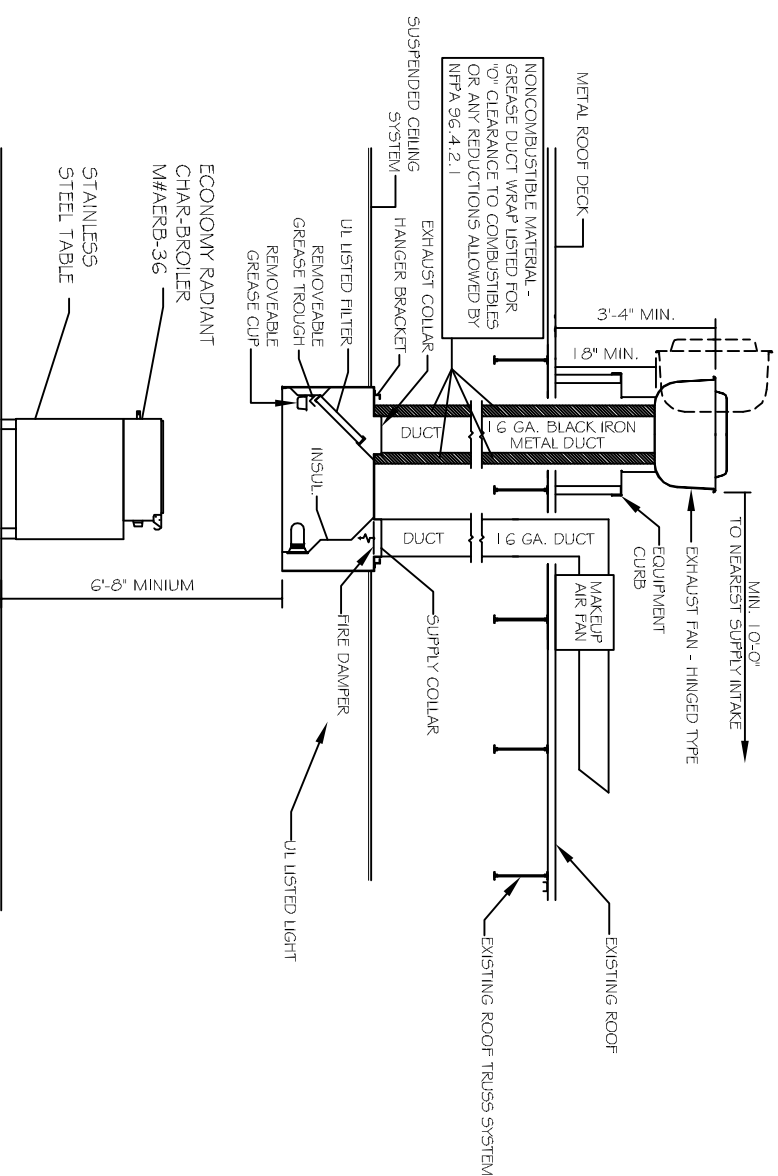 MIN. 10'-0"
TO NEAREST SUPPLY INTAKE
3'-4" MIN.
18" MIN.
EXHAUST FAN - HINGED TYPE
EQUIPMENT
CURB
METAL ROOF DECK
EXISTING ROOF
EXISTING ROOF TRUSS SYSTEM
MAKEUP
AIR FAN
NONCOMBUSTIBLE MATERIAL -
GREASE DUCT WRAP LISTED FOR
"0" CLEARANCE TO COMBUSTIBLES
OR ANY REDUCTIONS ALLOWED BY
NFPA 96.4.2.1
16 GA. BLACK IRON
METAL DUCT
16 GA. DUCT
DUCT
DUCT
SUSPENDED CEILING
SYSTEM
EXHAUST COLLAR
HANGER BRACKET
SUPPLY COLLAR
FIRE DAMPER
UL LISTED FILTER
REMOVEABLE
GREASE TROUGH
REMOVEABLE
GREASE CUP
INSUL.
UL LISTED LIGHT
6'-8" MINIUM
ECONOMY RADIANT
CHAR-BROILER
M#AERB-36
STAINLESS
STEEL TABLE